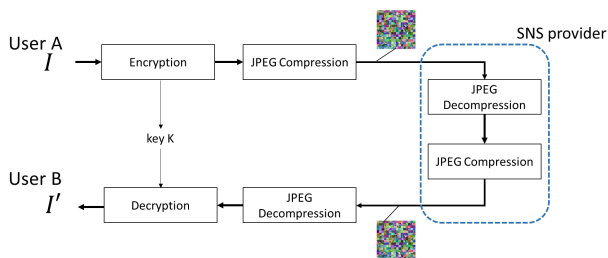 SNS provider
User A
I
Encryption
JPEG Compression
JPEG
Decompression
key K
JPEG Compression
User B
I′
Decryption
JPEG
Decompression